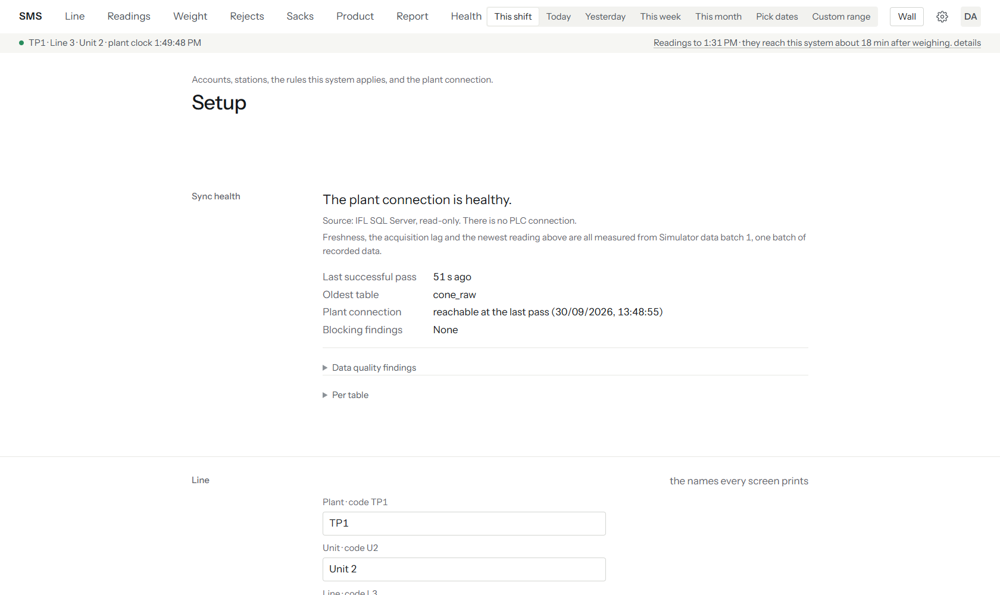 SMS Line Readings Weight Rejects Sacks Product Report Health This shift Today Yesterday This week This month Pick dates Custom range Wall DA
TP1 · Line 3 · Unit 2 · plant clock 1:49:48 PM
Readings to 1:31 PM · they reach this system about 18 min after weighing. details
Accounts, stations, the rules this system applies, and the plant connection.
Setup
Sync health
The plant connection is healthy.
Source: IFL SQL Server, read-only. There is no PLC connection.
Freshness, the acquisition lag and the newest reading above are all measured from Simulator data batch 1, one batch of
recorded data.
Last successful pass 51 s ago
Oldest table cone_raw
Plant connection reachable at the last pass (30/09/2026, 13:48:55)
Blocking findings None
Data quality findings
Per table
Line
the names every screen prints
Plant · code TP1
TP1
Unit · code U2
Unit 2
Line · code L3